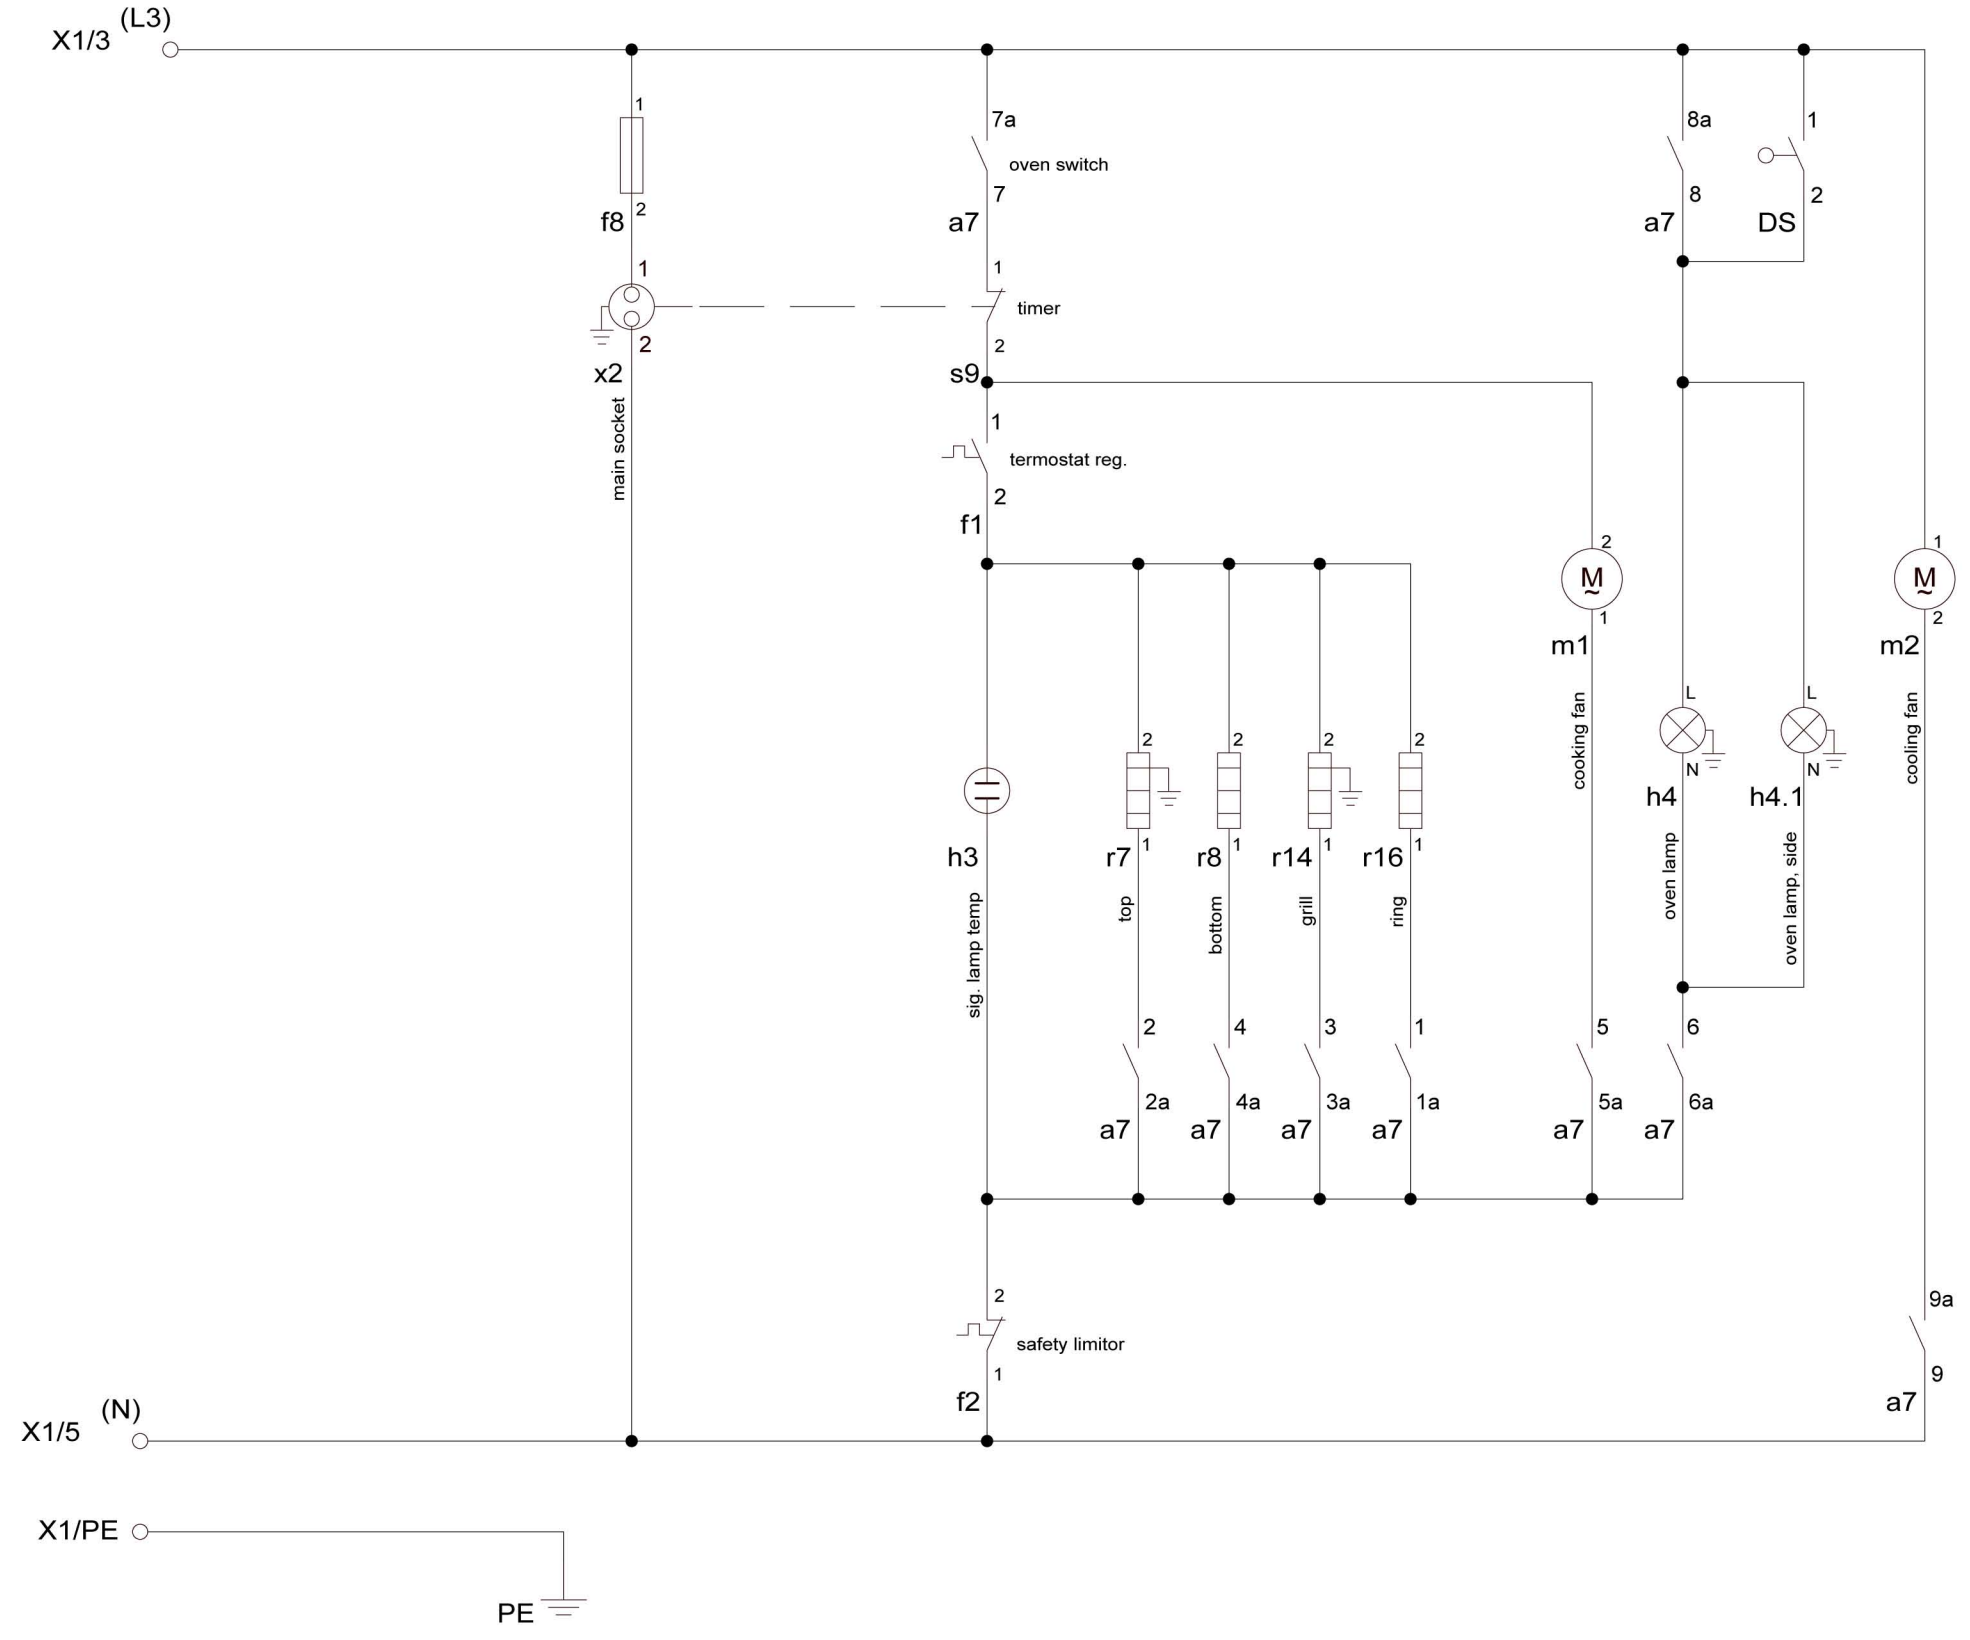 (L3)
X1/3
1
2
f8
1
2
x2
main socket
7a
oven switch
7
a7
1
timer
2
s9
1
termostat reg.
2
f1
8a
8
a7
1
2
DS
2
M
~
1
m1
cooking fan
1
M
~
2
m2
cooling fan
L
N
h4
oven lamp
L
N
h4.1
oven lamp, side
h3
sig. lamp temp
2
1
r7
top
2
1
r8
bottom
2
1
r14
grill
2
1
r16
ring
2
2a
a7
4
4a
a7
3
3a
a7
1
1a
a7
5
5a
a7
6
6a
a7
2
safety limitor
1
f2
9a
9
a7
(N)
X1/5
X1/PE
PE